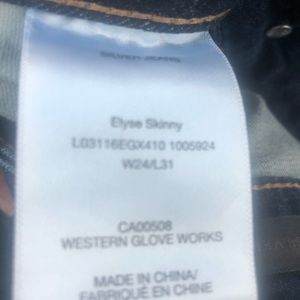 SILVER JEANS
Elyse Skinny
L03116EGX410 1005924
W24/L31
CA00508
WESTERN GLOVE WORKS
MADE IN CHINA/
FABRIQUÉ EN CHINE